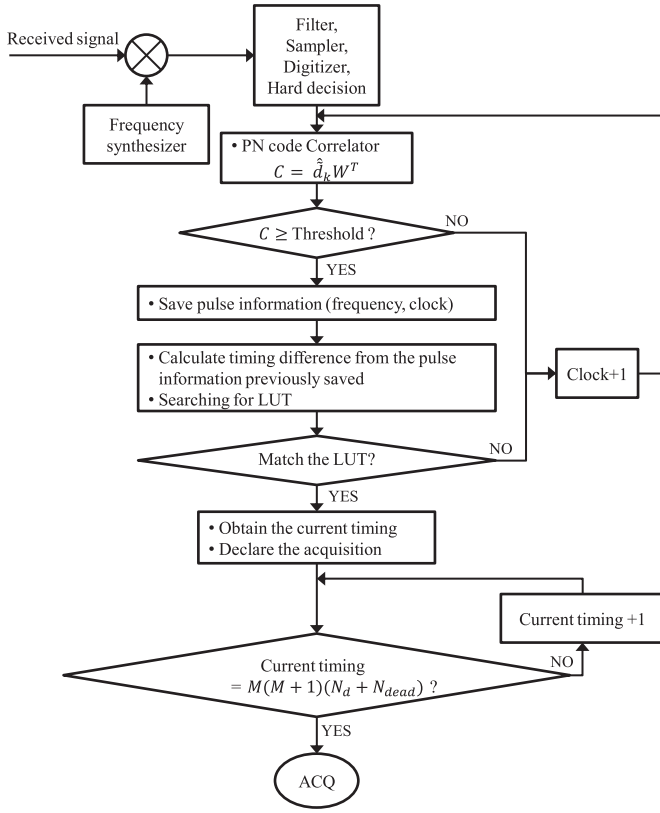 Received signal
Filter,
Sampler,
Digitizer,
Hard decision
Frequency
synthesizer
• PN code Correlator
C = d̃̂ₖWᵀ
C ≥ Threshold ?
NO
YES
• Save pulse information (frequency, clock)
• Calculate timing difference from the pulse
information previously saved
• Searching for LUT
Clock+1
Match the LUT?
NO
YES
• Obtain the current timing
• Declare the acquisition
Current timing +1
Current timing
= M(M + 1)(N_d + N_dead) ?
NO
YES
ACQ